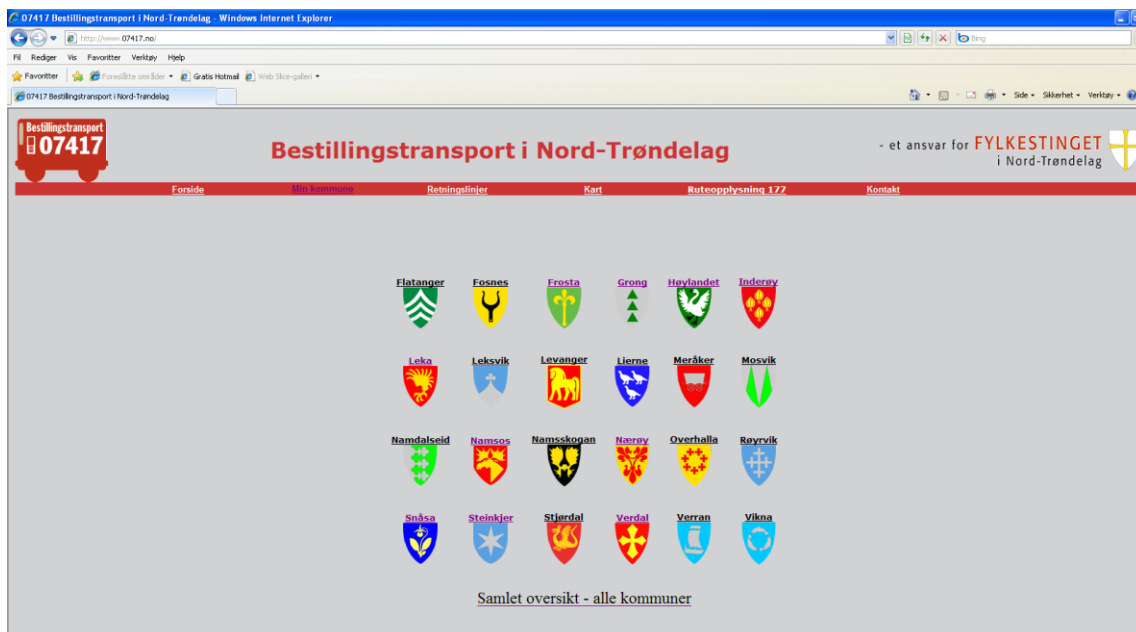 07417 Bestillingstransport i Nord-Trøndelag - Windows Internet Explorer
http://www.07417.no/
Bing
Fil Rediger Vis Favoritter Verktøy Hjelp
Favoritter Foreslåtte områder Gratis Hotmail Web Slice-galleri
07417 Bestillingstransport i Nord-Trøndelag
Side Sikkerhet Verktøy
Bestillingstransport
07417
Bestillingstransport i Nord-Trøndelag
- et ansvar for FYLKESTINGET
i Nord-Trøndelag
Forside Min kommune Retningslinjer Kart Ruteopplysning 177 Kontakt
Flatanger Fosnes Frosta Grong Høylandet Inderøy
Leka Leksvik Levanger Lierne Meråker Mosvik
Namdalseid Namsos Namsskogan Nærøy Overhalla Røyrvik
Snåsa Steinkjer Stjørdal Verdal Verran Vikna
Samlet oversikt - alle kommuner